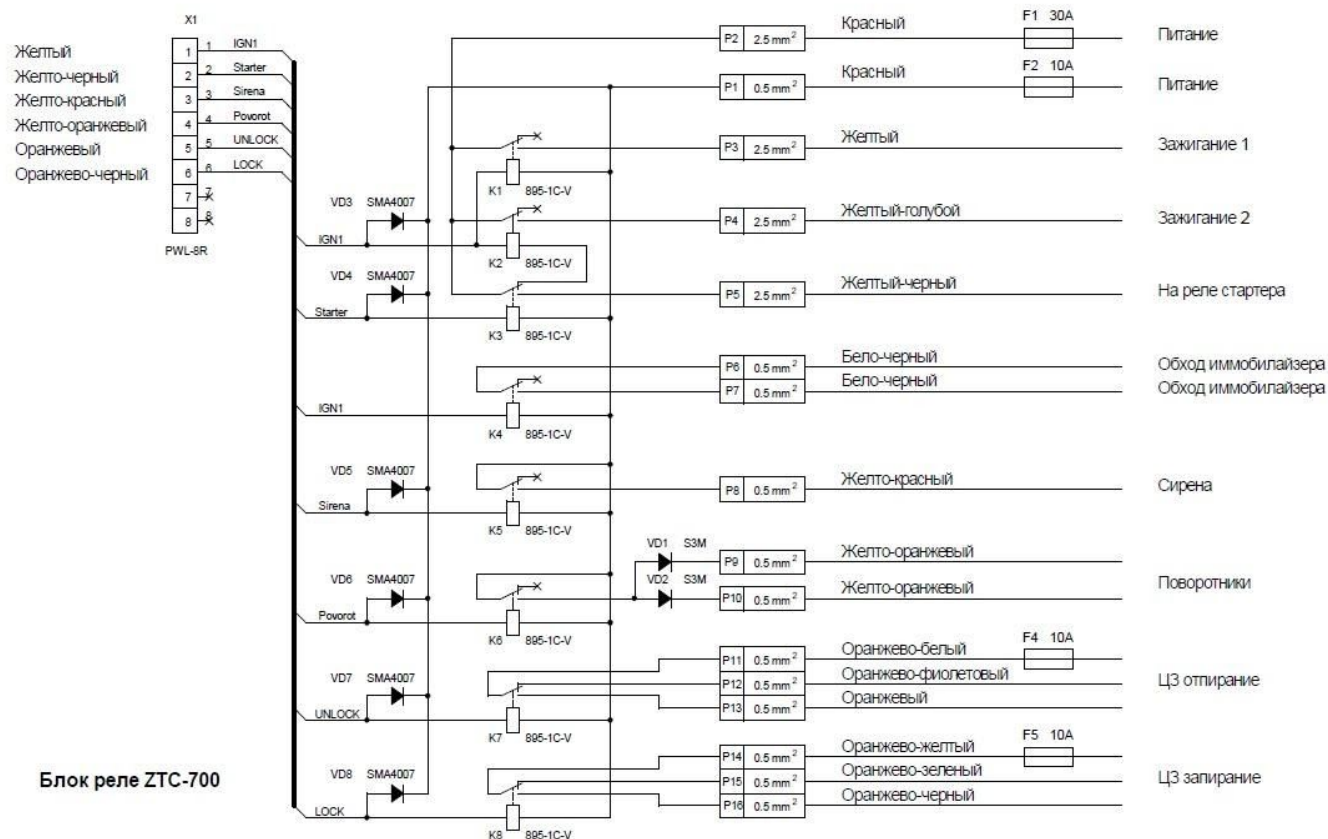 X1
Желтый 1 1 IGN1
Желто-черный 2 2 Starter
Желто-красный 3 3 Sirena
Желто-оранжевый 4 4 Povorot
Оранжевый 5 5 UNLOCK
Оранжево-черный 6 6 LOCK
7 7
8 8
PWL-8R
P2 2.5 mm² Красный F1 30A Питание
P1 0.5 mm² Красный F2 10A Питание
K1 895-1C-V P3 2.5 mm² Желтый Зажигание 1
VD3 SMA4007
IGN1 K2 895-1C-V P4 2.5 mm² Желтый-голубой Зажигание 2
VD4 SMA4007
Starter K3 895-1C-V P5 2.5 mm² Желтый-черный На реле стартера
P6 0.5 mm² Бело-черный Обход иммобилайзера
P7 0.5 mm² Бело-черный Обход иммобилайзера
IGN1 K4 895-1C-V
VD5 SMA4007
Sirena K5 895-1C-V P8 0.5 mm² Желто-красный Сирена
VD1 S3M P9 0.5 mm² Желто-оранжевый
VD2 S3M P10 0.5 mm² Желто-оранжевый
Поворотники
VD6 SMA4007
Povorot K6 895-1C-V
P11 0.5 mm² Оранжево-белый F4 10A
P12 0.5 mm² Оранжево-фиолетовый
P13 0.5 mm² Оранжевый
ЦЗ отпирание
VD7 SMA4007
UNLOCK K7 895-1C-V
P14 0.5 mm² Оранжево-желтый F5 10A
P15 0.5 mm² Оранжево-зеленый
P16 0.5 mm² Оранжево-черный
ЦЗ запирание
VD8 SMA4007
LOCK K8 895-1C-V
Блок реле ZTC-700